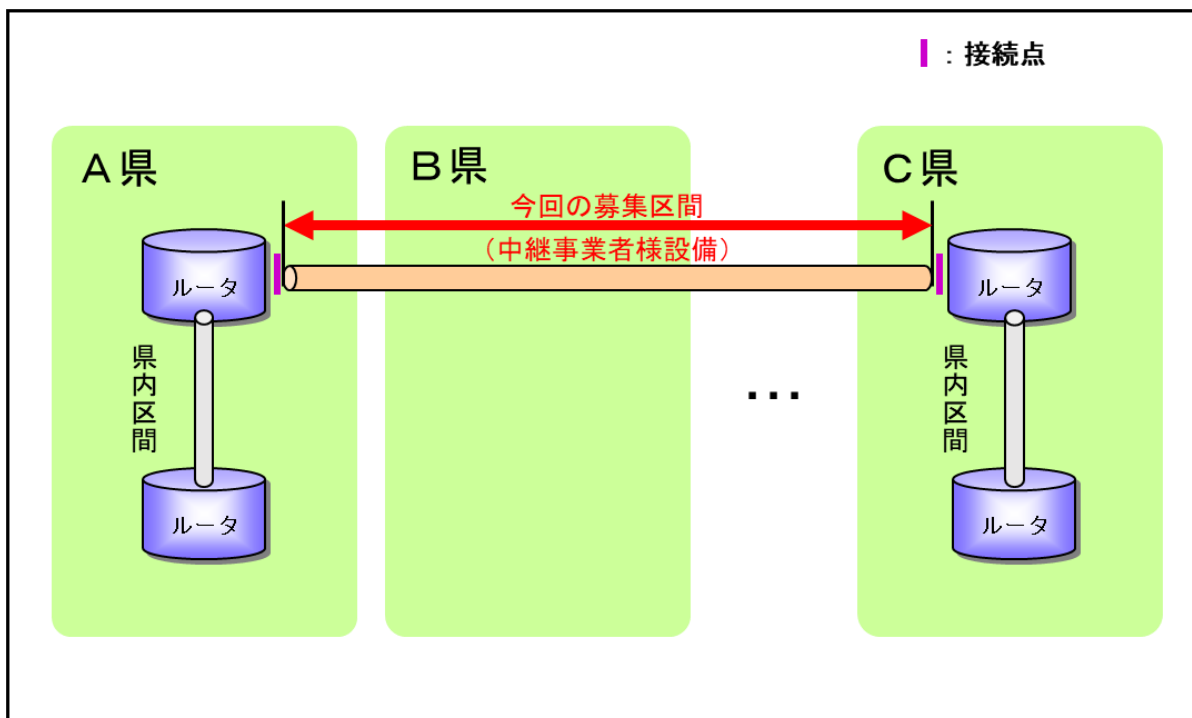 ：接続点
Ａ県
Ｂ県
Ｃ県
今回の募集区間
（中継事業者様設備）
ルータ
ルータ
県内区間
県内区間
...
ルータ
ルータ